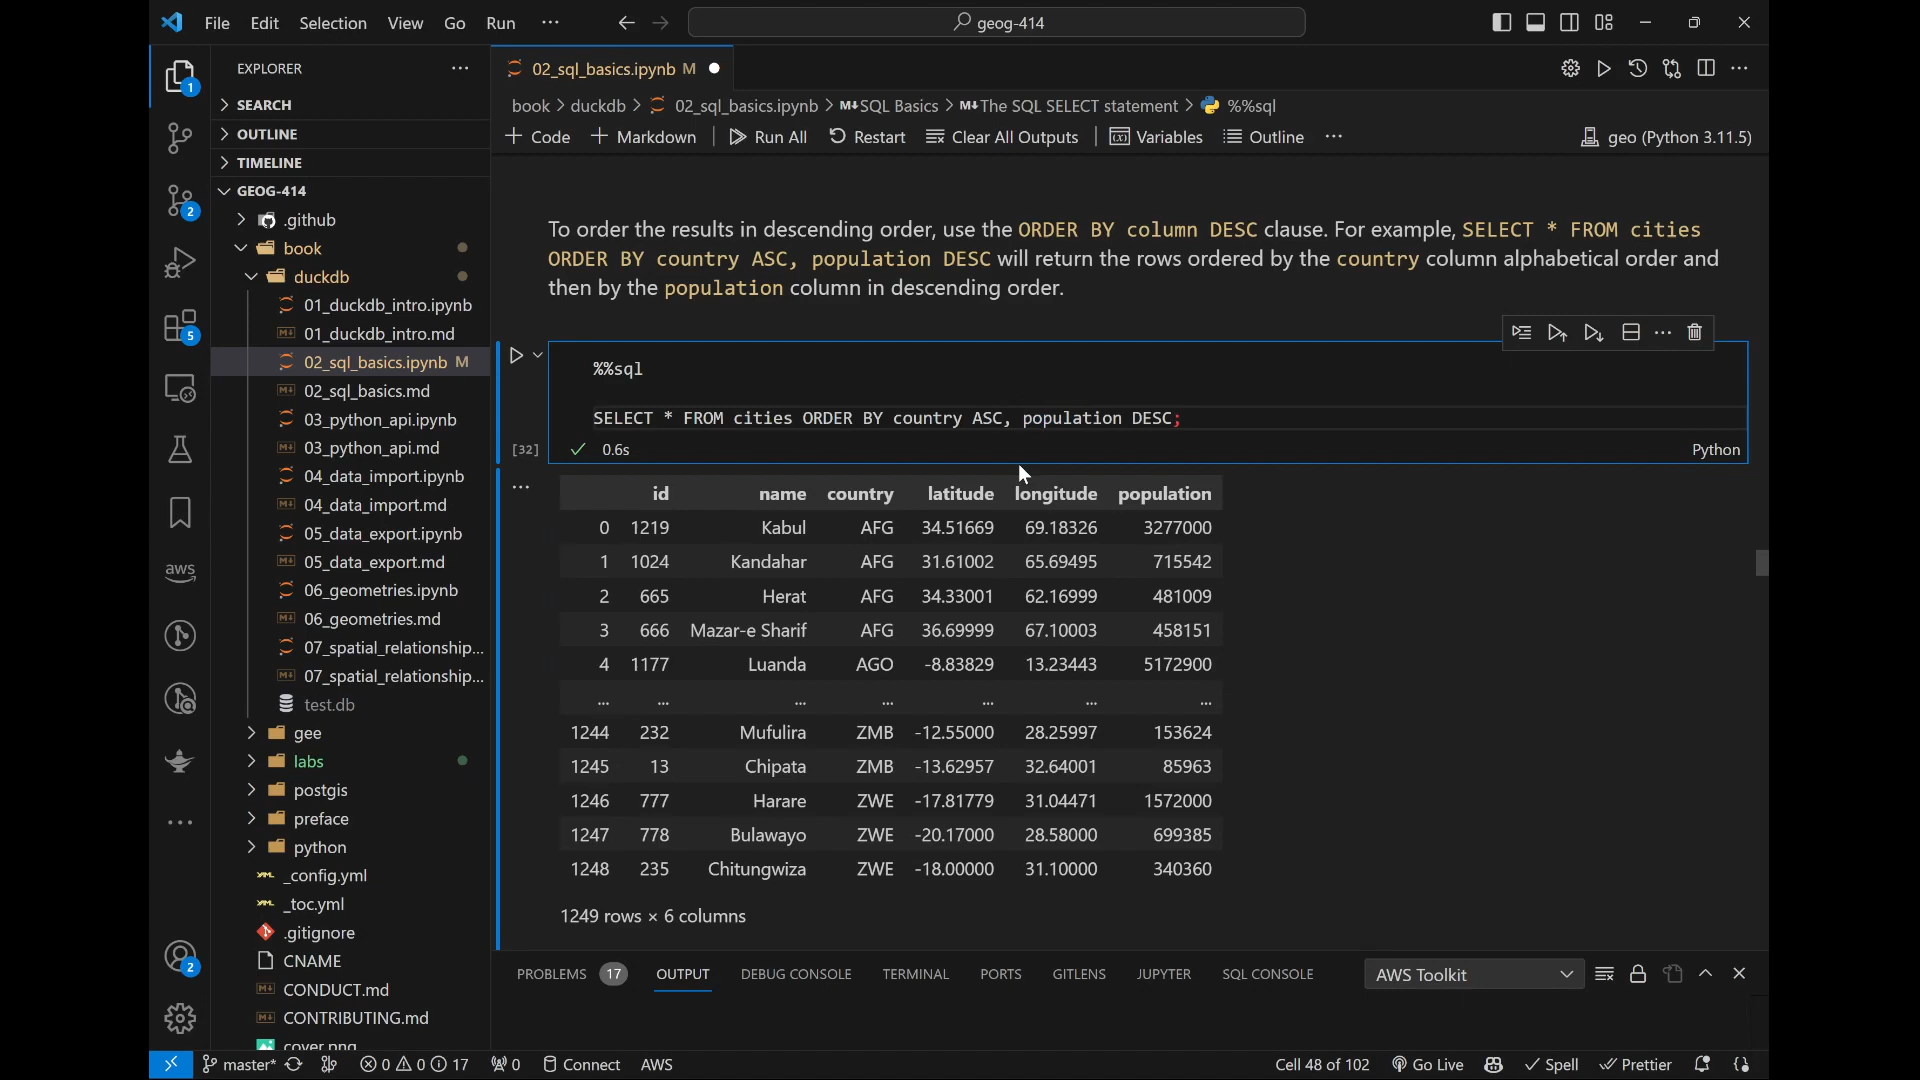 File Edit Selection View Go Run ...
geog-414
EXPLORER ...
SEARCH
OUTLINE
TIMELINE
GEOG-414
.github
book
duckdb
01_duckdb_intro.ipynb
01_duckdb_intro.md
02_sql_basics.ipynb M
02_sql_basics.md
03_python_api.ipynb
03_python_api.md
04_data_import.ipynb
04_data_import.md
05_data_export.ipynb
05_data_export.md
06_geometries.ipynb
06_geometries.md
07_spatial_relationship...
07_spatial_relationship...
test.db
gee
labs
postgis
preface
python
_config.yml
_toc.yml
.gitignore
CNAME
CONDUCT.md
CONTRIBUTING.md
cover.png
1
2
5
aws
2
02_sql_basics.ipynb M
book > duckdb > 02_sql_basics.ipynb > M↓SQL Basics > M↓The SQL SELECT statement > %%sql
+ Code + Markdown Run All Restart Clear All Outputs Variables Outline ... geo (Python 3.11.5)
To order the results in descending order, use the ORDER BY column DESC clause. For example, SELECT * FROM cities
ORDER BY country ASC, population DESC will return the rows ordered by the country column alphabetical order and
then by the population column in descending order.
%%sql
SELECT * FROM cities ORDER BY country ASC, population DESC;
[32] ✓ 0.6s Python
id name country latitude longitude population
0 1219 Kabul AFG 34.51669 69.18326 3277000
1 1024 Kandahar AFG 31.61002 65.69495 715542
2 665 Herat AFG 34.33001 62.16999 481009
3 666 Mazar-e Sharif AFG 36.69999 67.10003 458151
4 1177 Luanda AGO -8.83829 13.23443 5172900
... ... ... ... ... ... ...
1244 232 Mufulira ZMB -12.55000 28.25997 153624
1245 13 Chipata ZMB -13.62957 32.64001 85963
1246 777 Harare ZWE -17.81779 31.04471 1572000
1247 778 Bulawayo ZWE -20.17000 28.58000 699385
1248 235 Chitungwiza ZWE -18.00000 31.10000 340360
1249 rows × 6 columns
PROBLEMS 17 OUTPUT DEBUG CONSOLE TERMINAL PORTS GITLENS JUPYTER SQL CONSOLE AWS Toolkit
master* 0 0 17 0 Connect AWS Cell 48 of 102 Go Live Spell Prettier